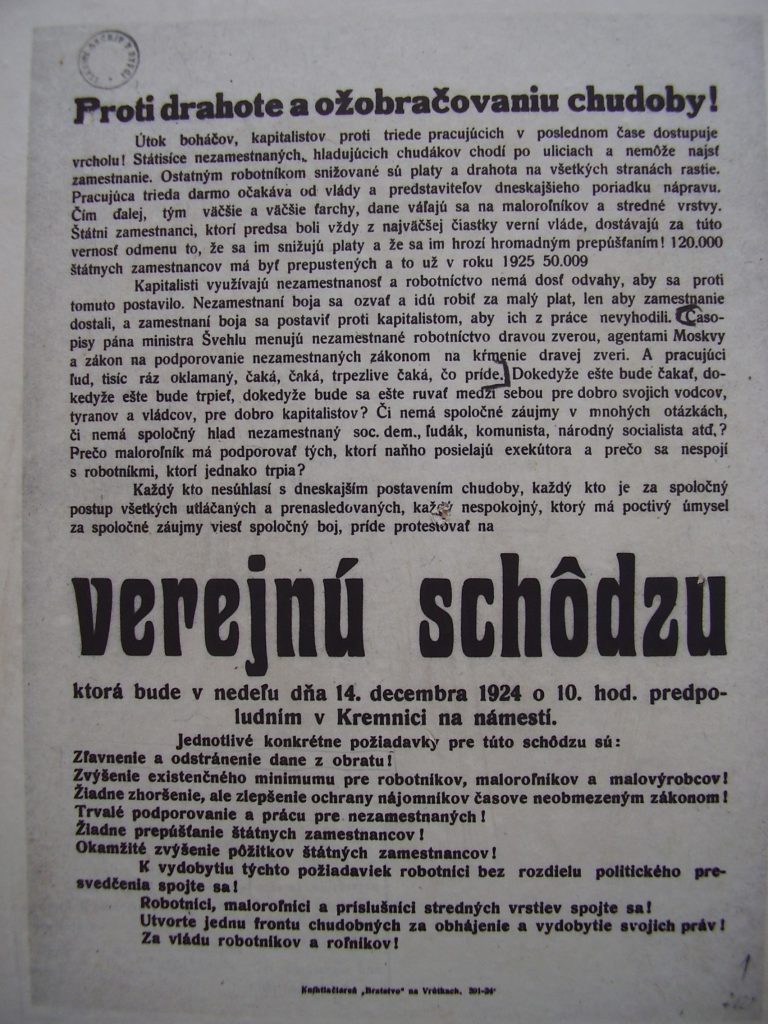 Proti drahote a ožobračovaniu chudoby!
Útok boháčov, kapitalistov proti triede pracujúcich v poslednom čase dostupuje
vrcholu! Státisíce nezamestnaných, hladujúcich chudákov chodí po uliciach a nemôže najsť
zamestnanie. Ostatným robotníkom snižované sú platy a drahota na všetkých stranách rastie.
Pracujúca trieda darmo očakáva od vlády a predstaviteľov dneskajšieho poriadku nápravu.
Čím ďalej, tým väčšie a väčšie ťarchy, dane váľajú sa na maloroľníkov a stredné vrstvy.
Štátni zamestnanci, ktorí predsa boli vždy z najväčšej čiastky verní vláde, dostávajú za túto
vernosť odmenu to, že sa im snižujú platy a že sa im hrozí hromadným prepúšťaním! 120.000
štátnych zamestnancov má byť prepustených a to už v roku 1925 50.009
Kapitalisti využívajú nezamestnanosť a robotníctvo nemá dosť odvahy, aby sa proti
tomuto postavilo. Nezamestnaní boja sa ozvať a idú robiť za malý plat, len aby zamestnanie
dostali, a zamestnaní boja sa postaviť proti kapitalistom, aby ich z práce nevyhodili. Časo-
pisy pána ministra Švehlu menujú nezamestnané robotníctvo dravou zverou, agentami Moskvy
a zákon na podporovanie nezamestnaných zákonom na kŕmenie dravej zveri. A pracujúci
ľud, tisíc ráz oklamaný, čaká, čaká, trpezlive čaká, čo príde. Dokedyže ešte bude čakať, do-
kedyže ešte bude trpieť, dokedyže bude sa ešte ruvať medzi sebou pre dobro svojich vodcov,
tyranov a vládcov, pre dobro kapitalistov? Či nemá spoločné záujmy v mnohých otázkách,
či nemá spoločný hlad nezamestnaný soc. dem., ľudák, komunista, národný socialista atď.?
Prečo maloroľník má podporovať tých, ktorí naňho posielajú exekútora a prečo sa nespojí
s robotníkmi, ktorí jednako trpia?
Každý kto nesúhlasí s dneskajším postavením chudoby, každý kto je za spoločný
postup všetkých utláčaných a prenasledovaných, každý nespokojný, ktorý má poctivý úmysel
za spoločné záujmy viesť spoločný boj, príde protestovať na
verejnú schôdzu
ktorá bude v nedeľu dňa 14. decembra 1924 o 10. hod. predpo-
ludním v Kremnici na námestí.
Jednotlivé konkrétne požiadavky pre túto schôdzu sú:
Zľavnenie a odstránenie dane z obratu!
Zvýšenie existenčného minimumu pre robotníkov, maloroľníkov a malovýrobcov!
Žiadne zhoršenie, ale zlepšenie ochrany nájomníkov časove neobmezeným zákonom!
Trvalé podporovanie a prácu pre nezamestnaných!
Žiadne prepúšťanie štátnych zamestnancov!
Okamžité zvýšenie pôžitkov štátných zamestnancov!
K vydobytiu týchto požiadaviek robotníci bez rozdielu politického pre-
svedčenia spojte sa!
Robotníci, maloroľníci a príslušníci stredných vrstiev spojte sa!
Utvorte jednu frontu chudobných za obhájenie a vydobytie svojich práv!
Za vládu robotníkov a roľníkov!
Knihtlačiareň „Bratstvo" na Vrútkach. 301-24
1